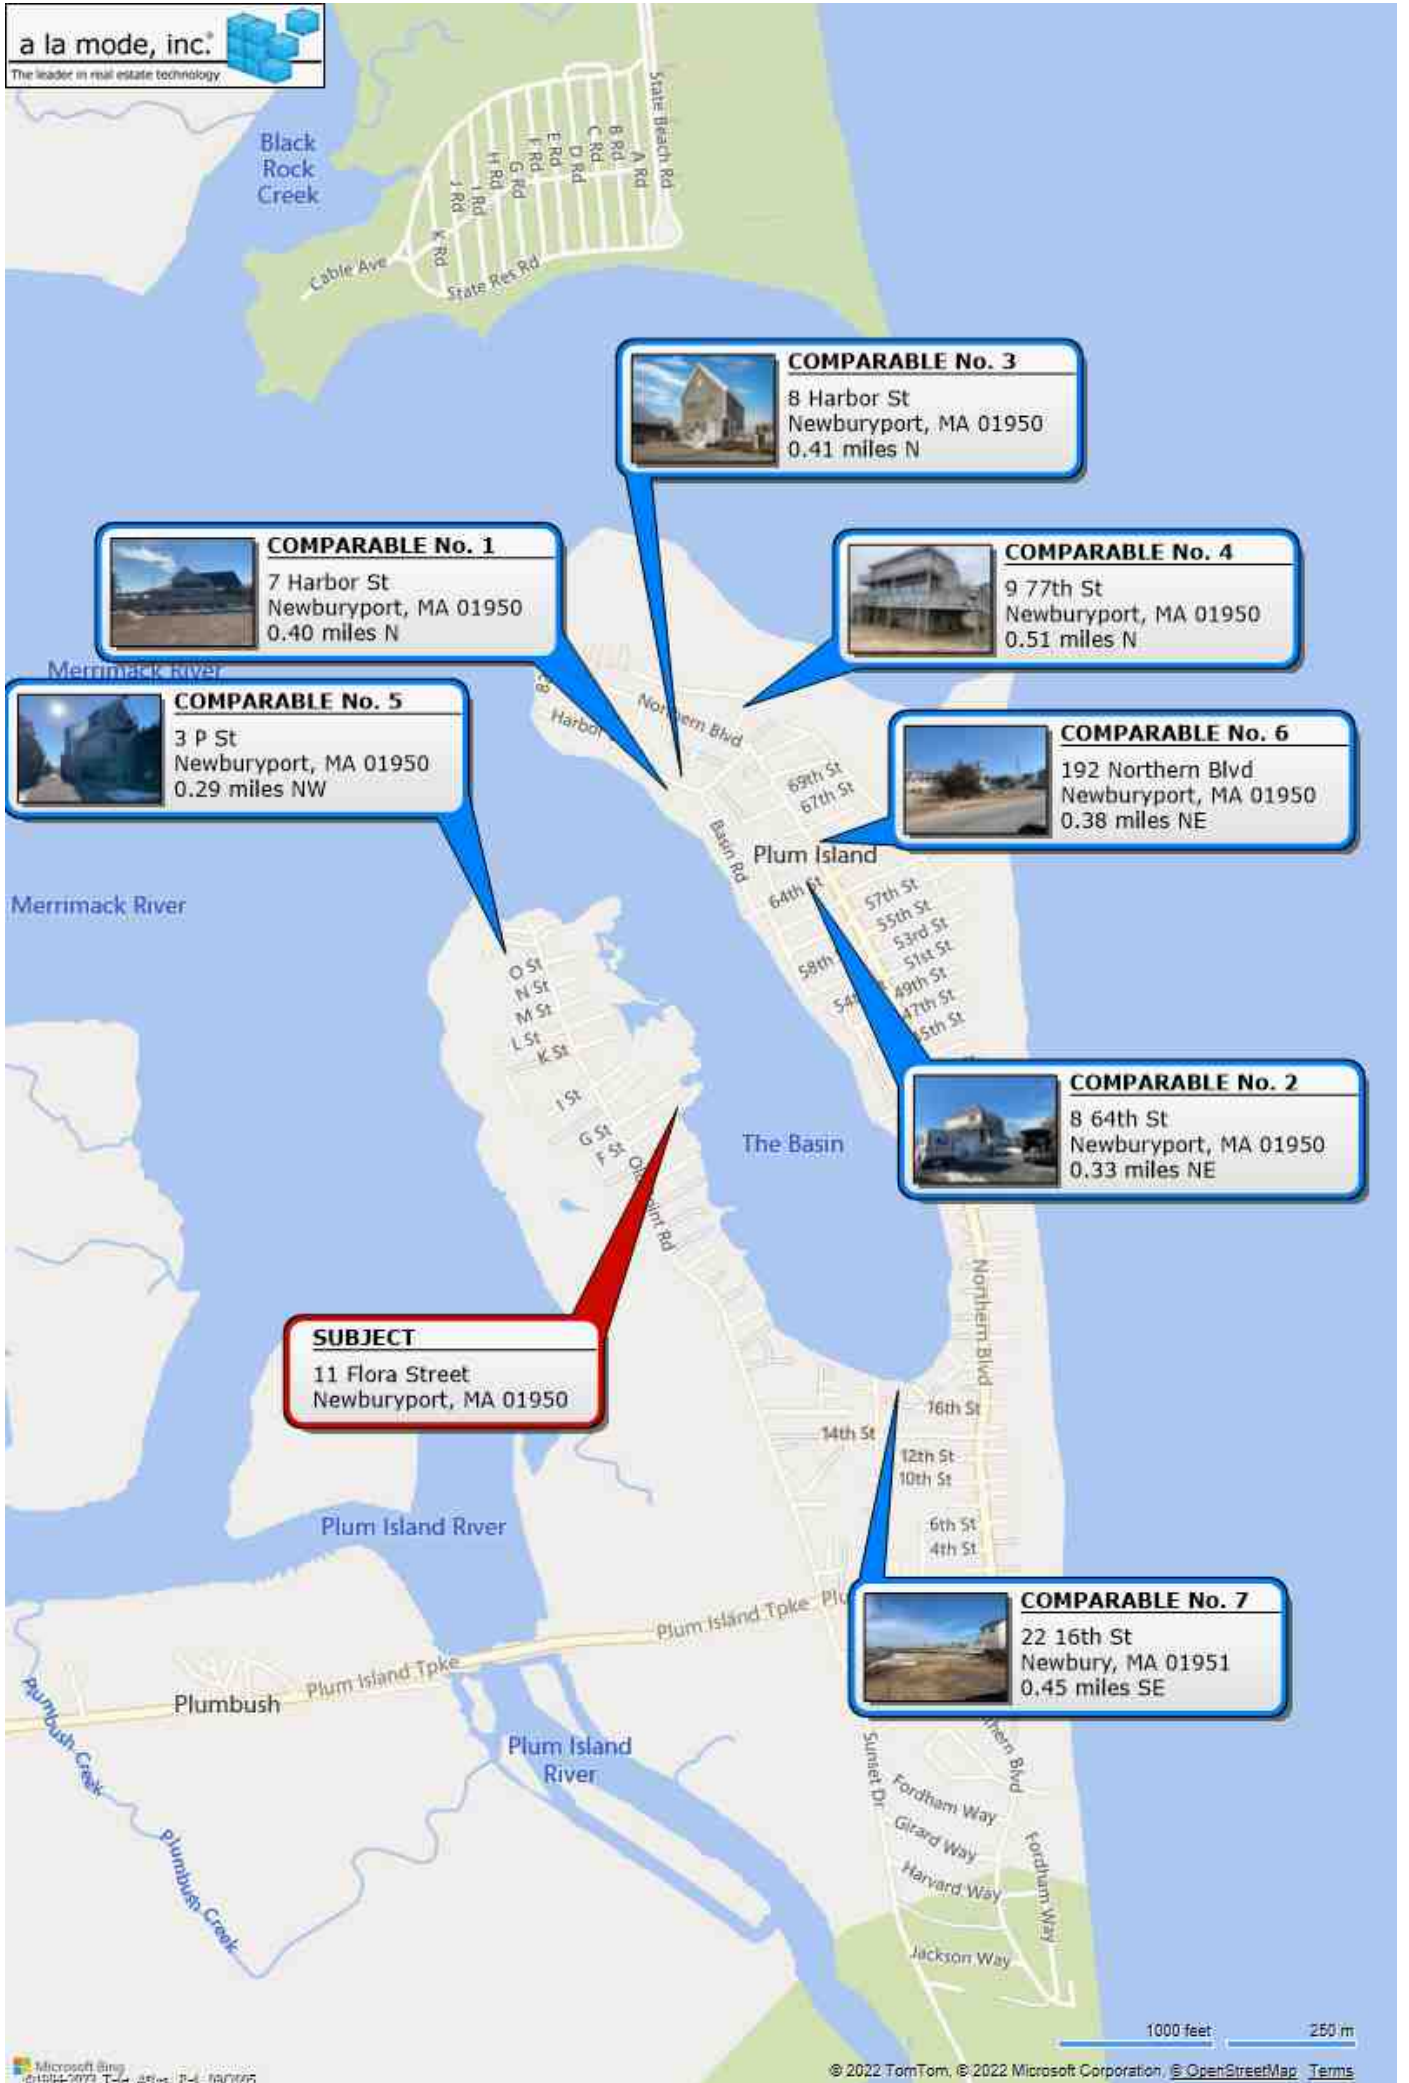 a la mode, inc.®
The leader in real estate technology
Black
Rock
Creek
State Beach Rd
A Rd
B Rd
C Rd
D Rd
E Rd
F Rd
G Rd
H Rd
I Rd
J Rd
K Rd
Cable Ave
State Res Rd
COMPARABLE No. 3
8 Harbor St
Newburyport, MA 01950
0.41 miles N
COMPARABLE No. 1
7 Harbor St
Newburyport, MA 01950
0.40 miles N
COMPARABLE No. 4
9 77th St
Newburyport, MA 01950
0.51 miles N
Merrimack River
COMPARABLE No. 5
3 P St
Newburyport, MA 01950
0.29 miles NW
Harbor
Northern Blvd
COMPARABLE No. 6
192 Northern Blvd
Newburyport, MA 01950
0.38 miles NE
69th St
67th St
Basin Rd
Plum Island
64th St
Merrimack River
57th St
55th St
53rd St
51st St
49th St
47th St
58th
O St
N St
M St
L St
K St
I St
G St
F St
The Basin
COMPARABLE No. 2
8 64th St
Newburyport, MA 01950
0.33 miles NE
Northern Blvd
SUBJECT
11 Flora Street
Newburyport, MA 01950
16th St
14th St
12th St
10th St
6th St
4th St
Plum Island River
Plum Island Tpke
COMPARABLE No. 7
22 16th St
Newbury, MA 01951
0.45 miles SE
Plum Island Tpke
Plumbush
Plumbush Creek
Plum Island
River
Sunset Dr
Fordham Way
Girard Way
Harvard Way
Fordham Way
Plumbush Creek
Jackson Way
1000 feet
250 m
Microsoft Bing
© 2022 TomTom, © 2022 Microsoft Corporation, © OpenStreetMap Terms